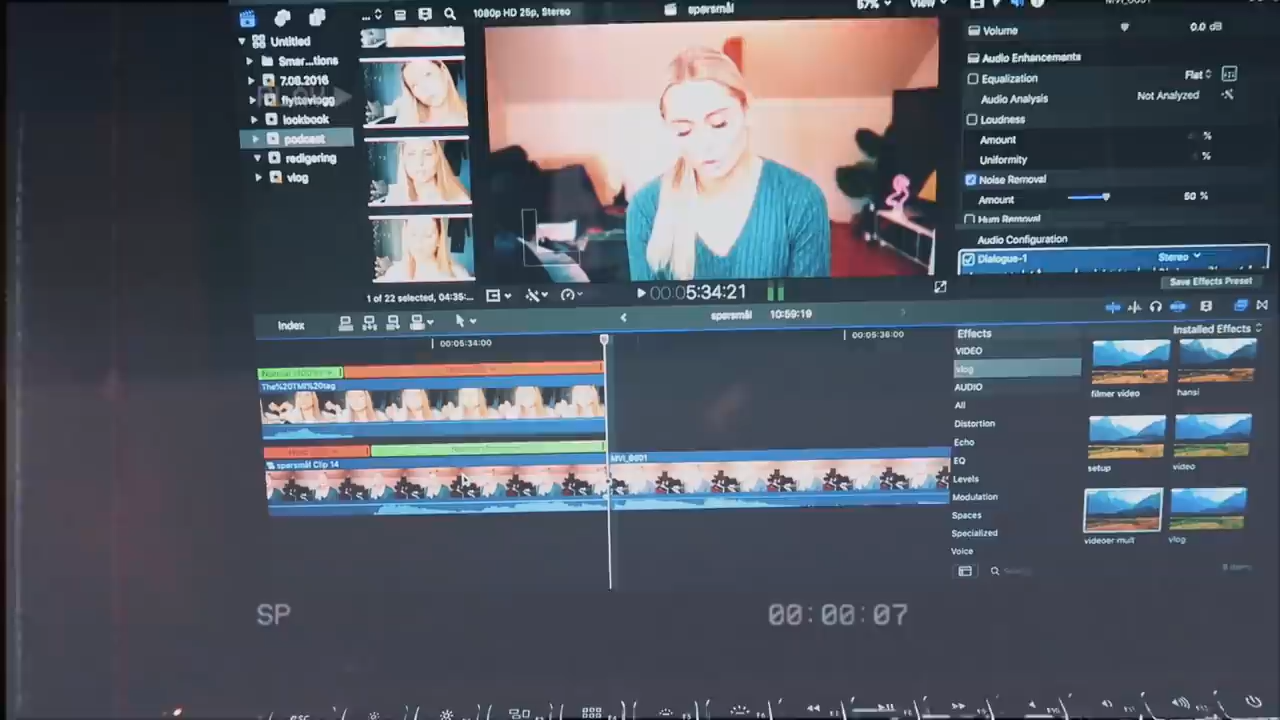 1080p HD 25p, Stereo
spørsmål
57%
View
Untitled
Smar...tions
7.09.2016
flyttevlogg
lookbook
podcast
redigering
vlog
1 of 22 selected, 04:35:...
00:05:34:21
Volume
0.0 dB
Audio Enhancements
Equalization
Flat
Audio Analysis
Not Analyzed
Loudness
Amount
%
Uniformity
%
Noise Removal
Amount
50 %
Hum Removal
Audio Configuration
Dialogue-1
Stereo
Save Effects Preset
Index
spørsmål
10:59:19
00:05:34:00
00:05:36:00
The%20TMI%20tag
spørsmål Clip 14
MVI_0001
Effects
Installed Effects
VIDEO
vlog
AUDIO
All
Distortion
Echo
EQ
Levels
Modulation
Spaces
Specialized
Voice
filmer video
hansi
setup
video
videoer mult
vlog
SP
00:00:07
esc